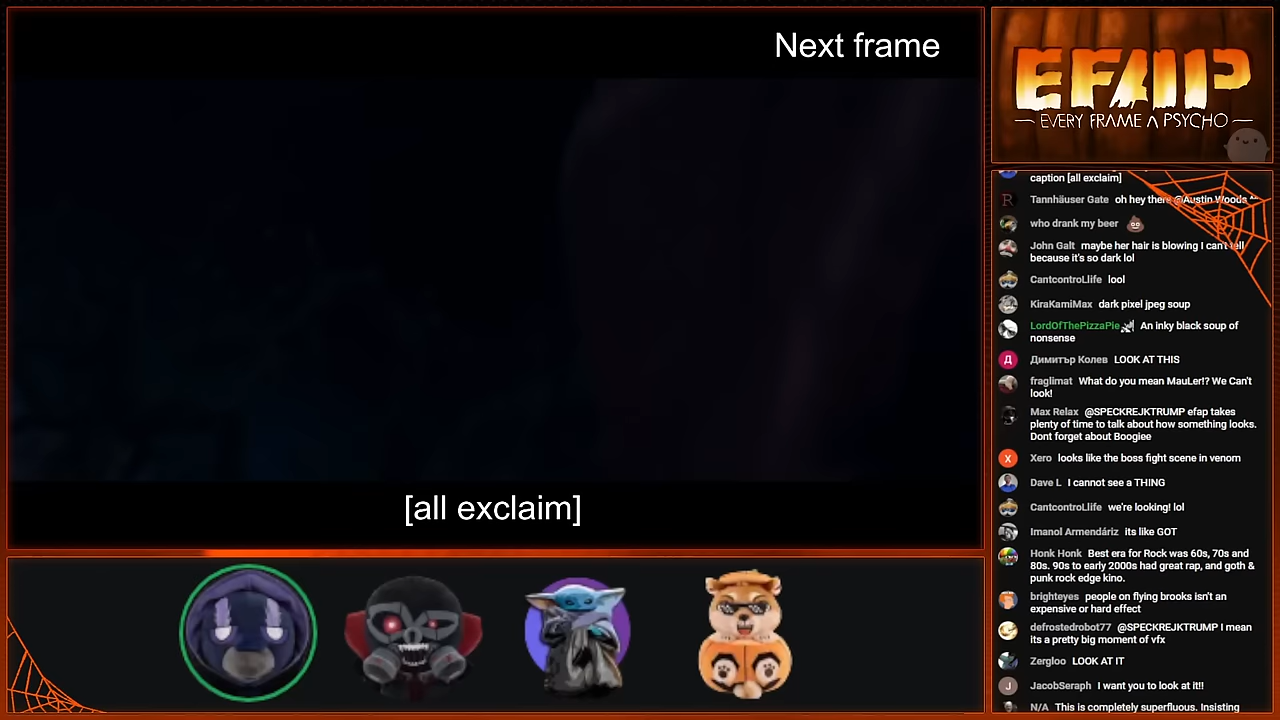 Next frame
[all exclaim]
EFAP
EVERY FRAME A PSYCHO
caption [all exclaim]
Tannhäuser Gate oh hey there @Austin Woods ^^
who drank my beer 💩
John Galt maybe her hair is blowing I can't tell
because it's so dark lol
CantcontroLlife lool
KiraKamiMax dark pixel jpeg soup
LordOfThePizzaPie An inky black soup of
nonsense
Димитър Колев LOOK AT THIS
fraglimat What do you mean MauLer!? We Can't
look!
Max Relax @SPECKREJKTRUMP efap takes
plenty of time to talk about how something looks.
Dont forget about Boogiee
Xero looks like the boss fight scene in venom
Dave L I cannot see a THING
CantcontroLlife we're looking! lol
Imanol Armendáriz its like GOT
Honk Honk Best era for Rock was 60s, 70s and
80s. 90s to early 2000s had great rap, and goth &
punk rock edge kino.
brighteyes people on flying brooks isn't an
expensive or hard effect
defrostedrobot77 @SPECKREJKTRUMP I mean
its a pretty big moment of vfx
Zergloo LOOK AT IT
JacobSeraph I want you to look at it!!
N/A This is completely superfluous. Insisting